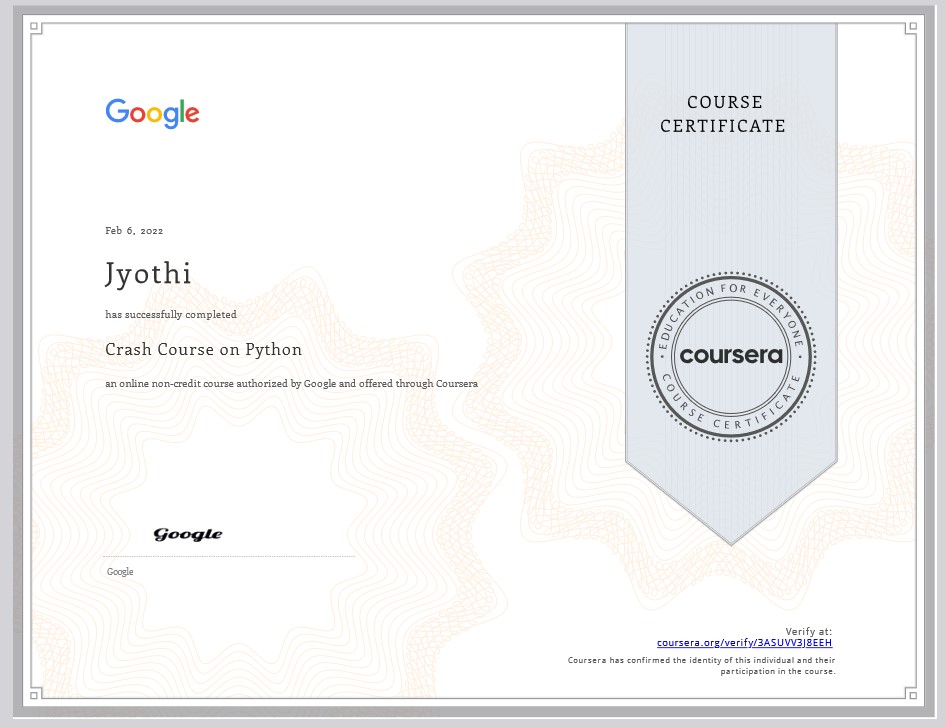 Google
COURSE
CERTIFICATE
Feb 6, 2022
Jyothi
has successfully completed
Crash Course on Python
an online non-credit course authorized by Google and offered through Coursera
EDUCATION FOR EVERYONE
coursera
COURSE CERTIFICATE
Google
Google
Verify at:
coursera.org/verify/3ASUVV3J8EEH
Coursera has confirmed the identity of this individual and their
participation in the course.